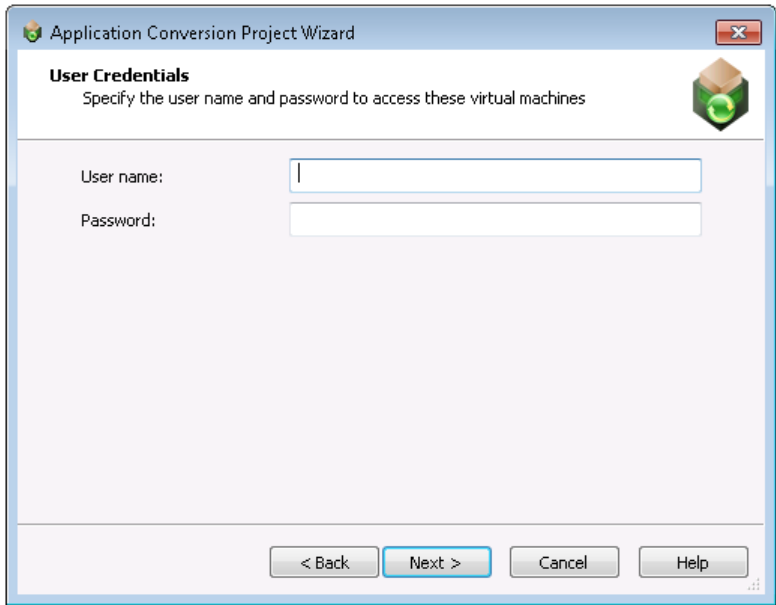 Application Conversion Project Wizard
User Credentials
Specify the user name and password to access these virtual machines
User name:
Password:
< Back Next > Cancel Help